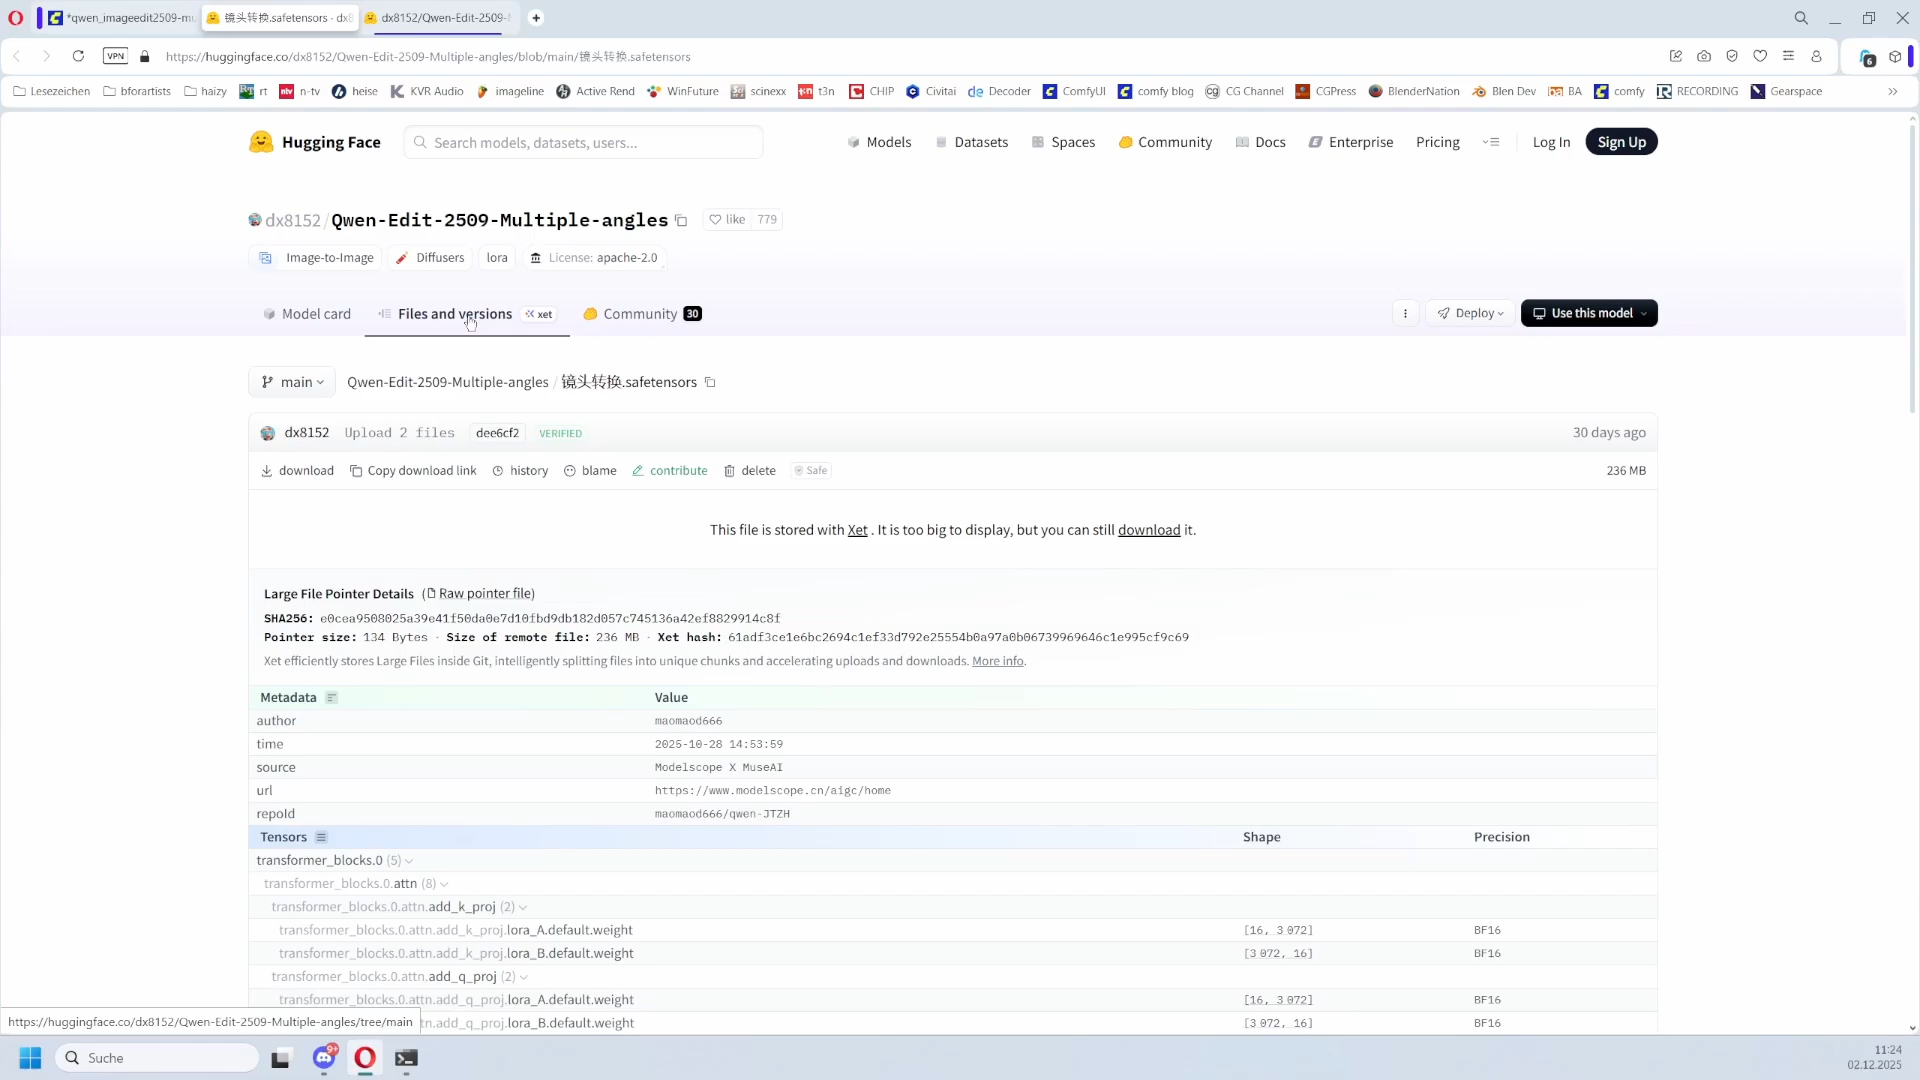 *qwen_imageedit2509-mu
镜头转换.safetensors · dx8
dx8152/Qwen-Edit-2509-
VPN
https://huggingface.co/dx8152/Qwen-Edit-2509-Multiple-angles/blob/main/镜头转换.safetensors
6
Lesezeichen
bforartists
haizy
rt
n-tv
heise
KVR Audio
imageline
Active Rend
WinFuture
scinexx
t3n
CHIP
Civitai
Decoder
ComfyUI
comfy blog
CG Channel
CGPress
BlenderNation
Blen Dev
BA
comfy
RECORDING
Gearspace
Hugging Face
Search models, datasets, users...
Models
Datasets
Spaces
Community
Docs
Enterprise
Pricing
Log In
Sign Up
dx8152/Qwen-Edit-2509-Multiple-angles
like 779
Image-to-Image
Diffusers
lora
License: apache-2.0
Model card
Files and versions
xet
Community 30
Deploy
Use this model
main
Qwen-Edit-2509-Multiple-angles / 镜头转换.safetensors
dx8152 Upload 2 files dee6cf2 VERIFIED
30 days ago
download
Copy download link
history
blame
contribute
delete
Safe
236 MB
This file is stored with Xet . It is too big to display, but you can still download it.
Large File Pointer Details (Raw pointer file)
SHA256: e0cea9508025a39e41f50da0e7d10fbd9db182d057c745136a42ef8829914c8f
Pointer size: 134 Bytes · Size of remote file: 236 MB · Xet hash: 61adf3ce1e6bc2694c1ef33d792e25554b0a97a0b06739969646c1e995cf9c69
Xet efficiently stores Large Files inside Git, intelligently splitting files into unique chunks and accelerating uploads and downloads. More info.
Metadata Value
author maomaod666
time 2025-10-28 14:53:59
source Modelscope X MuseAI
url https://www.modelscope.cn/aigc/home
repoId maomaod666/qwen-JTZH
Tensors Shape Precision
transformer_blocks.0 (5)
transformer_blocks.0.attn (8)
transformer_blocks.0.attn.add_k_proj (2)
transformer_blocks.0.attn.add_k_proj.lora_A.default.weight [16, 3 072] BF16
transformer_blocks.0.attn.add_k_proj.lora_B.default.weight [3 072, 16] BF16
transformer_blocks.0.attn.add_q_proj (2)
transformer_blocks.0.attn.add_q_proj.lora_A.default.weight [16, 3 072] BF16
tn.add_q_proj.lora_B.default.weight [3 072, 16] BF16
https://huggingface.co/dx8152/Qwen-Edit-2509-Multiple-angles/tree/main
Suche
9+
11:24
02.12.2025